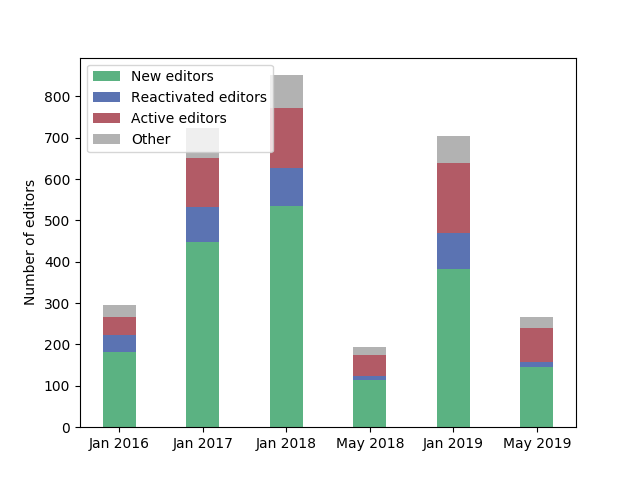 New editors
Reactivated editors
Active editors
Other
Number of editors
800
700
600
500
400
300
200
100
0
Jan 2016 Jan 2017 Jan 2018 May 2018 Jan 2019 May 2019